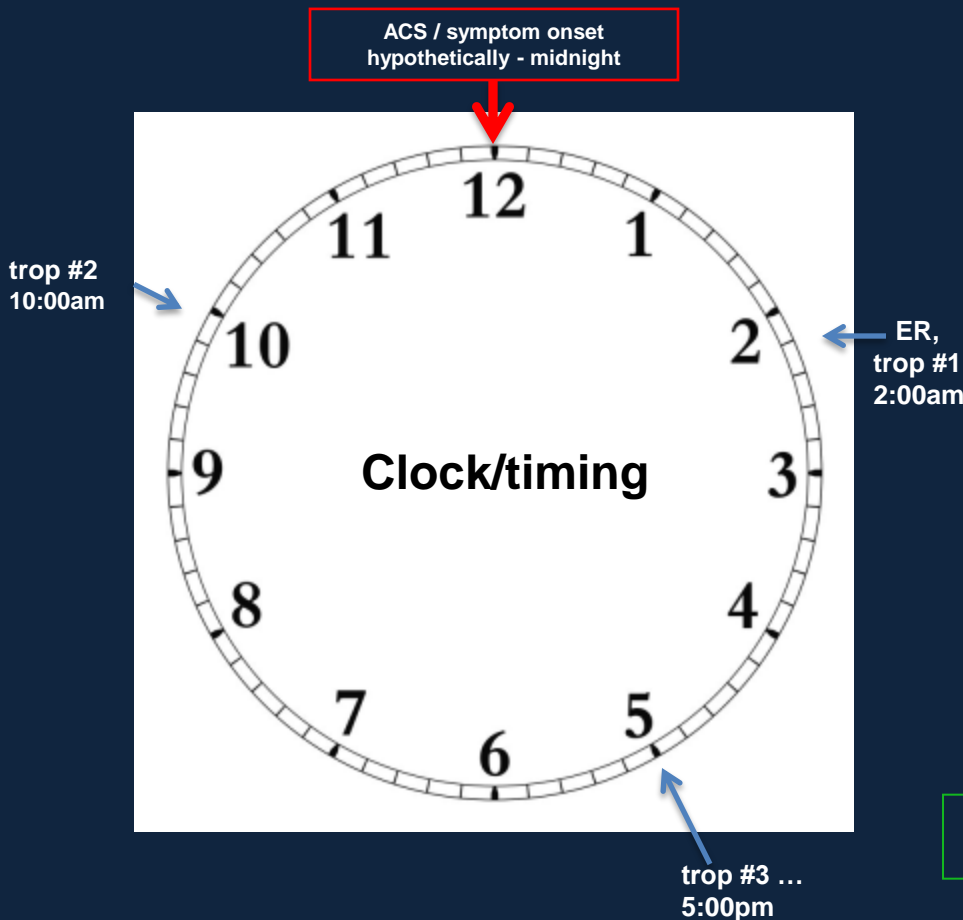 ACS / symptom onset
hypothetically - midnight
12
11
1
trop #2
10:00am
10
2
ER,
trop #1
2:00am
9
Clock/timing
3
8
4
7
5
6
trop #3 ...
5:00pm